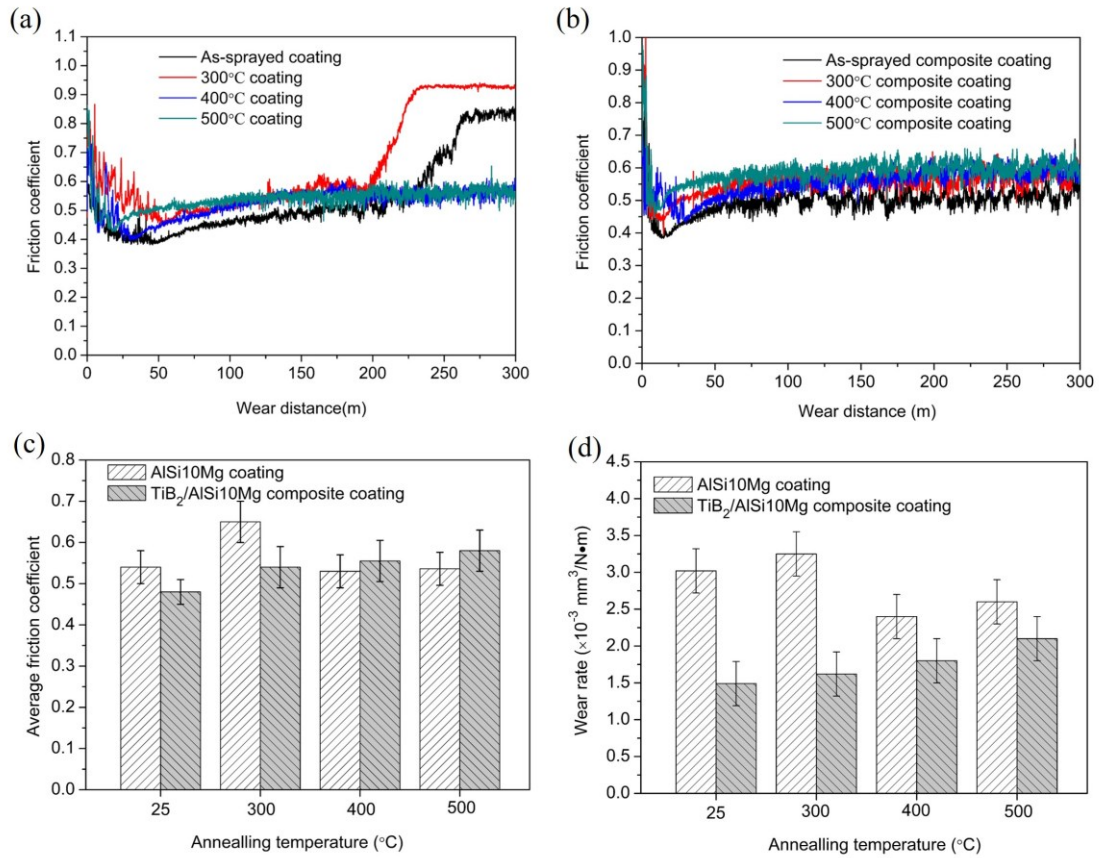 (a)
1.1
1.0
0.9
0.8
0.7
0.6
0.5
0.4
0.3
0.2
0.1
0.0
Friction coefficient
As-sprayed coating
300°C coating
400°C coating
500°C coating
0 50 100 150 200 250 300
Wear distance(m)
(b)
1.0
0.9
0.8
0.7
0.6
0.5
0.4
0.3
0.2
0.1
0.0
Friction coefficient
As-sprayed composite coating
300°C composite coating
400°C composite coating
500°C composite coating
0 50 100 150 200 250 300
Wear distance (m)
(c)
0.8
0.7
0.6
0.5
0.4
0.3
0.2
0.1
0.0
Average friction coefficient
AlSi10Mg coating
TiB₂/AlSi10Mg composite coating
25 300 400 500
Annealling temperature (°C)
(d)
4.5
4.0
3.5
3.0
2.5
2.0
1.5
1.0
0.5
0.0
Wear rate (×10⁻³ mm³/N•m)
AlSi10Mg coating
TiB₂/AlSi10Mg composite coating
25 300 400 500
Annealling temperature (°C)